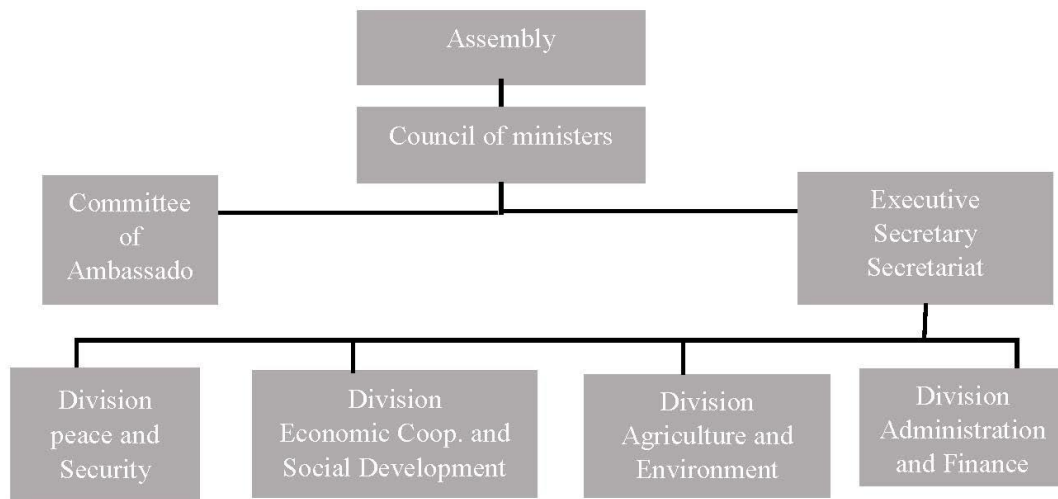 Assembly
Council of ministers
Committee
of
Ambassado
Executive
Secretary
Secretariat
Division
peace and
Security
Division
Economic Coop. and
Social Development
Division
Agriculture and
Environment
Division
Administration
and Finance